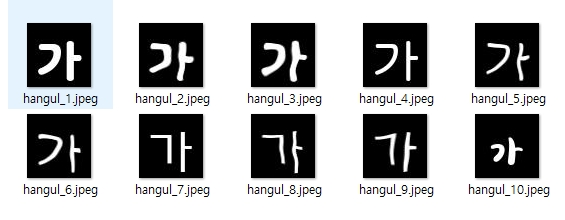 가 가 가 가 가
hangul_1.jpeg hangul_2.jpeg hangul_3.jpeg hangul_4.jpeg hangul_5.jpeg
가 가 가 가 가
hangul_6.jpeg hangul_7.jpeg hangul_8.jpeg hangul_9.jpeg hangul_10.jpeg